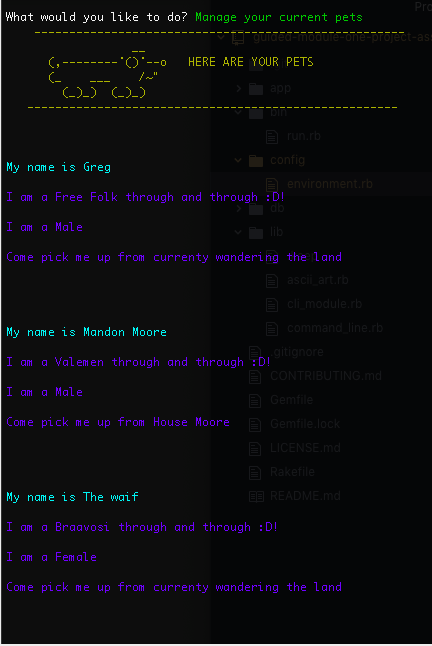 What would you like to do? Manage your current pets
HERE ARE YOUR PETS
My name is Greg
I am a Free Folk through and through :D!
I am a Male
Come pick me up from currenty wandering the land
My name is Mandon Moore
I am a Valemen through and through :D!
I am a Male
Come pick me up from House Moore
My name is The waif
I am a Braavosi through and through :D!
I am a Female
Come pick me up from currenty wandering the land
Pro
guided-module-one-project-ass
app
bin
run.rb
config
environment.rb
db
lib
ascii_art.rb
cli_module.rb
command_line.rb
.gitignore
CONTRIBUTING.md
Gemfile
Gemfile.lock
LICENSE.md
Rakefile
README.md